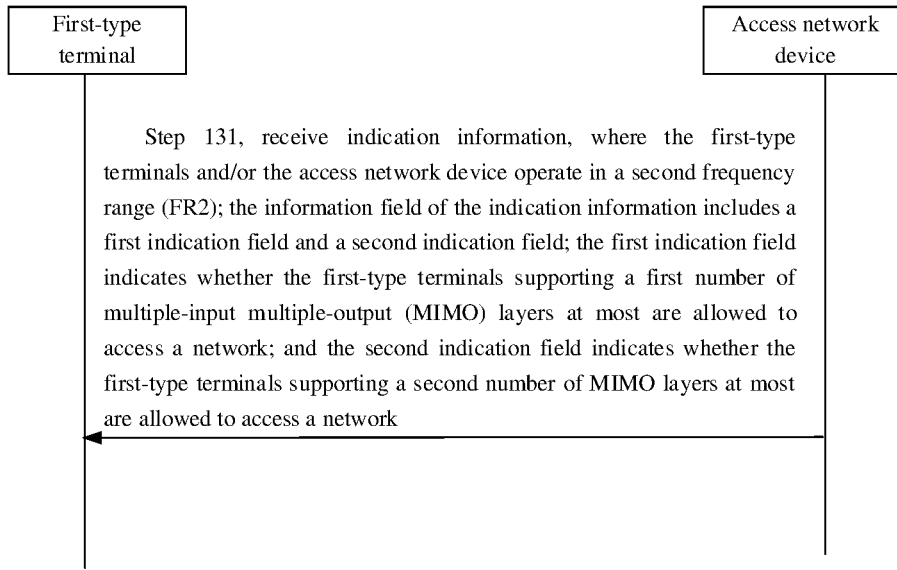 First-type
terminal
Access network
device
Step 131, receive indication information, where the first-type
terminals and/or the access network device operate in a second frequency
range (FR2); the information field of the indication information includes a
first indication field and a second indication field; the first indication field
indicates whether the first-type terminals supporting a first number of
multiple-input multiple-output (MIMO) layers at most are allowed to
access a network; and the second indication field indicates whether the
first-type terminals supporting a second number of MIMO layers at most
are allowed to access a network